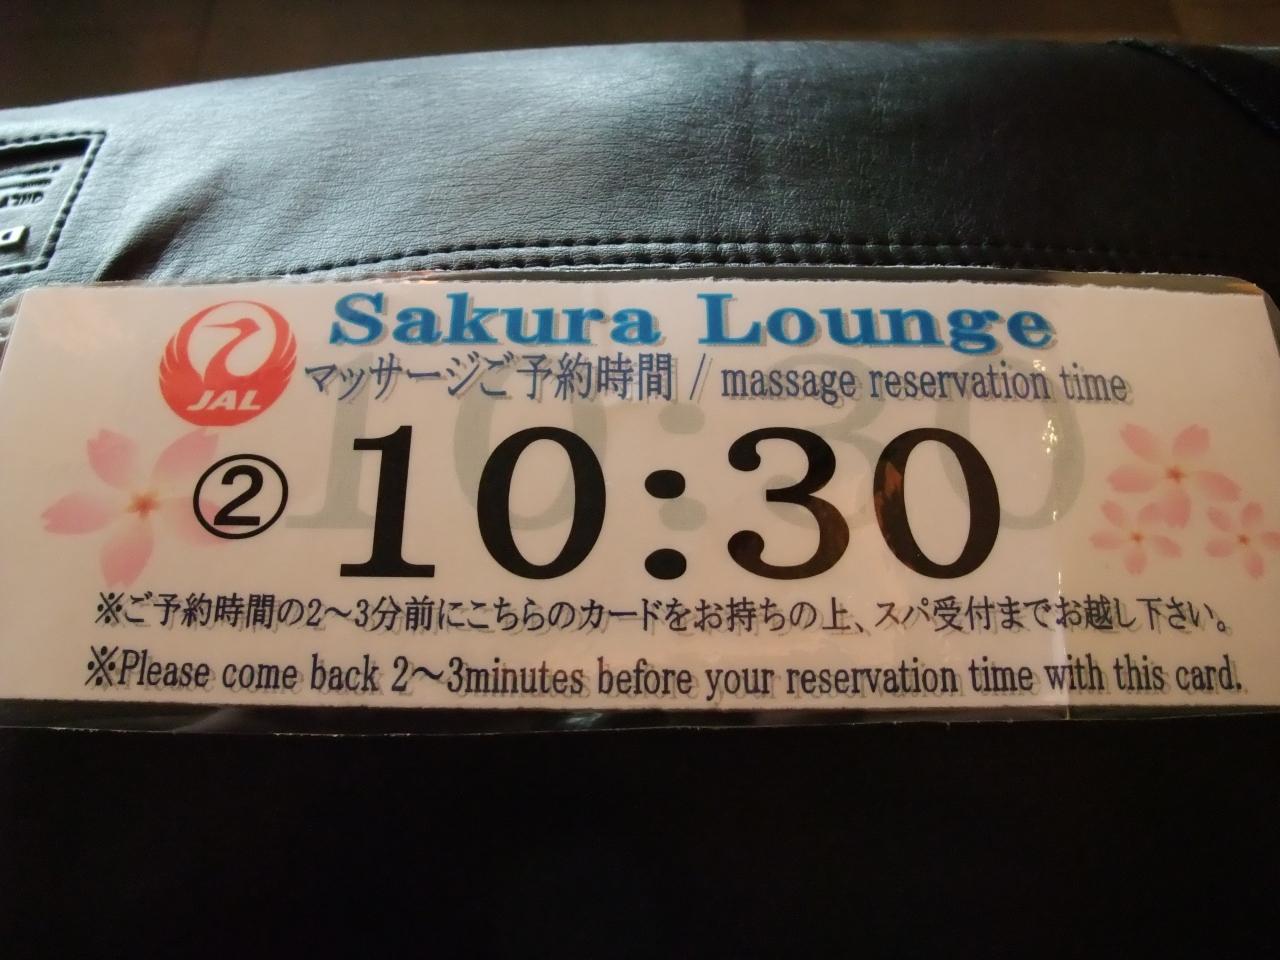 Sakura Lounge
JAL
マッサージご予約時間 / massage reservation time
② 10:30
※ご予約時間の2～3分前にこちらのカードをお持ちの上、スパ受付までお越し下さい。
※Please come back 2～3minutes before your reservation time with this card.